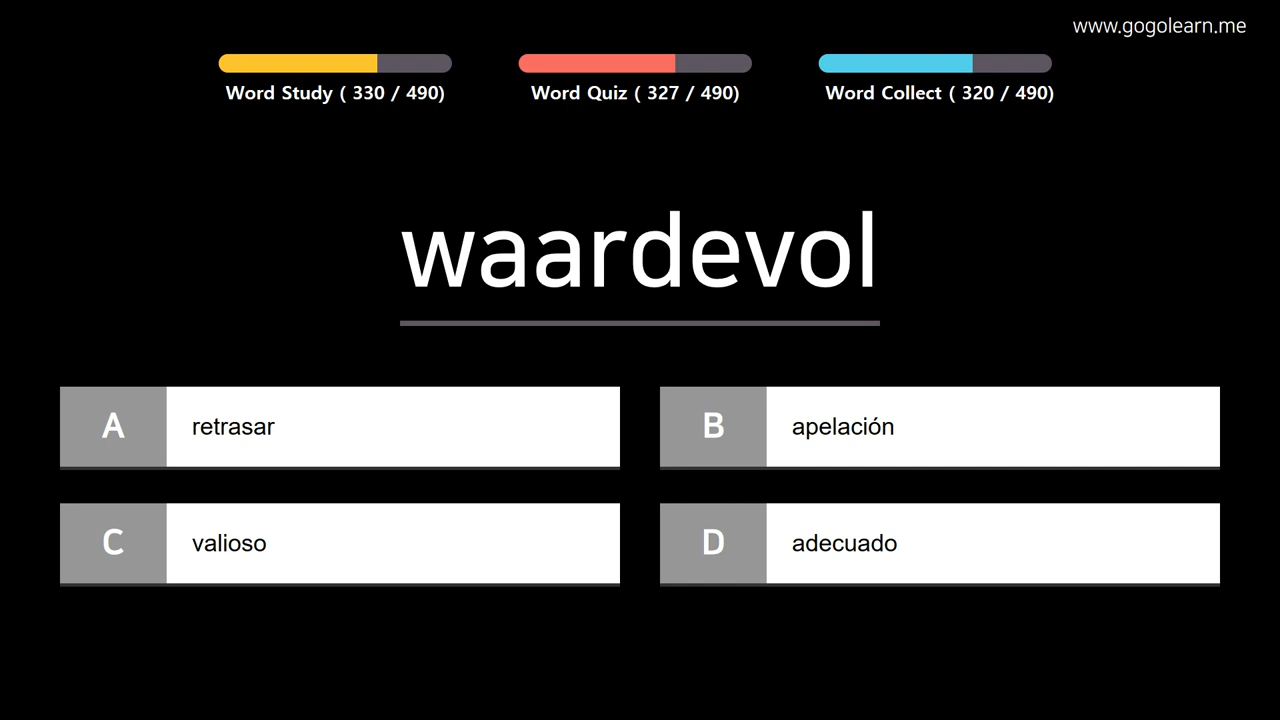 www.gogolearn.me
Word Study ( 330 / 490)
Word Quiz ( 327 / 490)
Word Collect ( 320 / 490)
waardevol
A retrasar
B apelación
C valioso
D adecuado